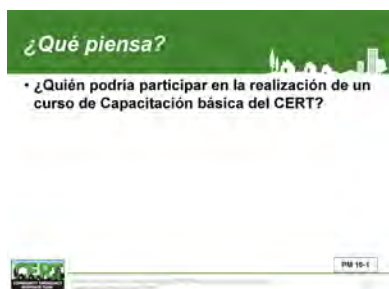 ¿Qué piensa?
• ¿Quién podría participar en la realización de un
curso de Capacitación básica del CERT?
PM 10-1
CERT